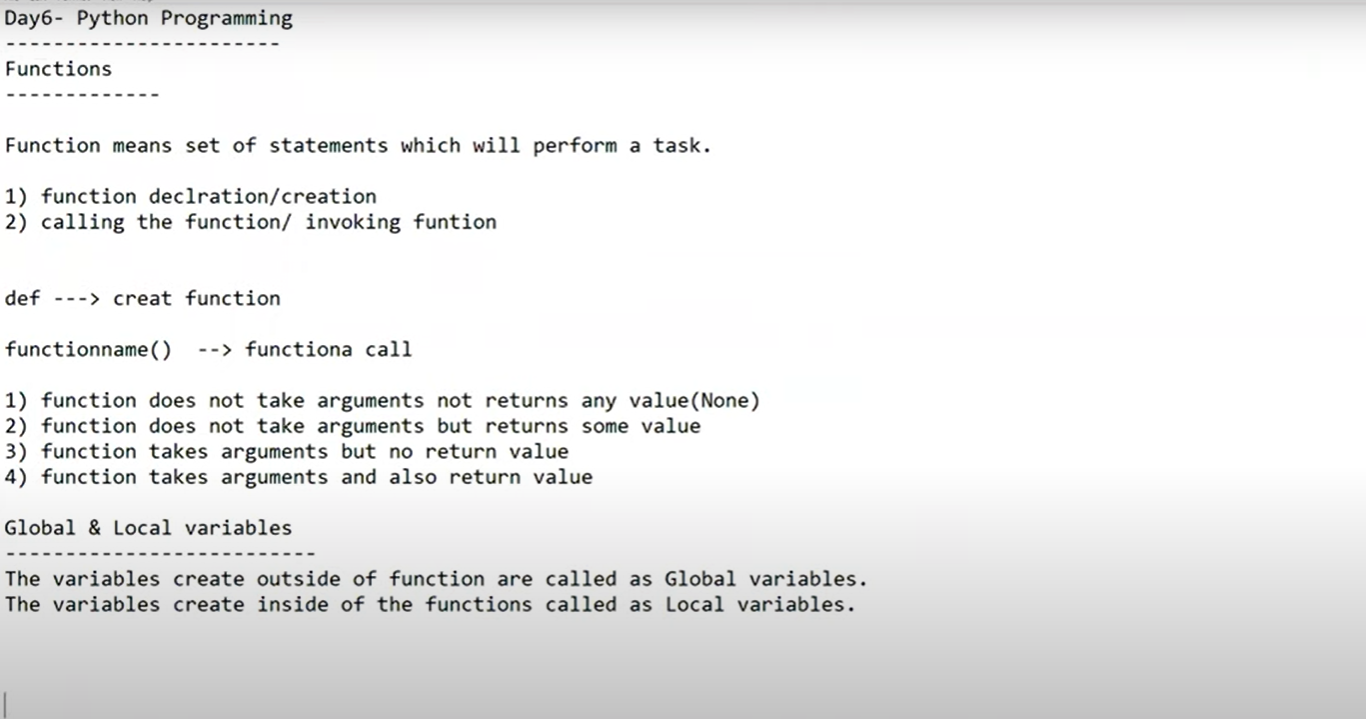 Day6- Python Programming
-----------------------
Functions
-------------
Function means set of statements which will perform a task.
1) function declration/creation
2) calling the function/ invoking funtion
def ---> creat function
functionname()  --> functiona call
1) function does not take arguments not returns any value(None)
2) function does not take arguments but returns some value
3) function takes arguments but no return value
4) function takes arguments and also return value
Global & Local variables
--------------------------
The variables create outside of function are called as Global variables.
The variables create inside of the functions called as Local variables.